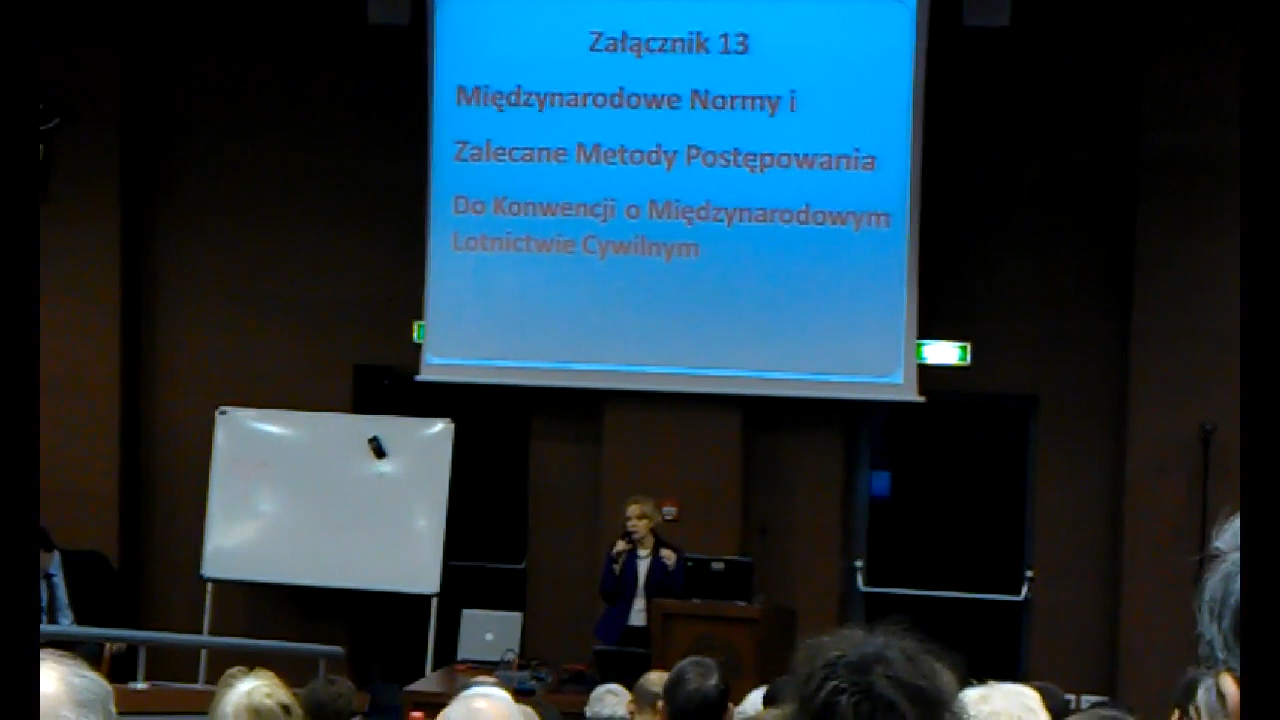 Załącznik 13
Międzynarodowe Normy i
Zalecane Metody Postępowania
Do Konwencji o Międzynarodowym
Lotnictwie Cywilnym